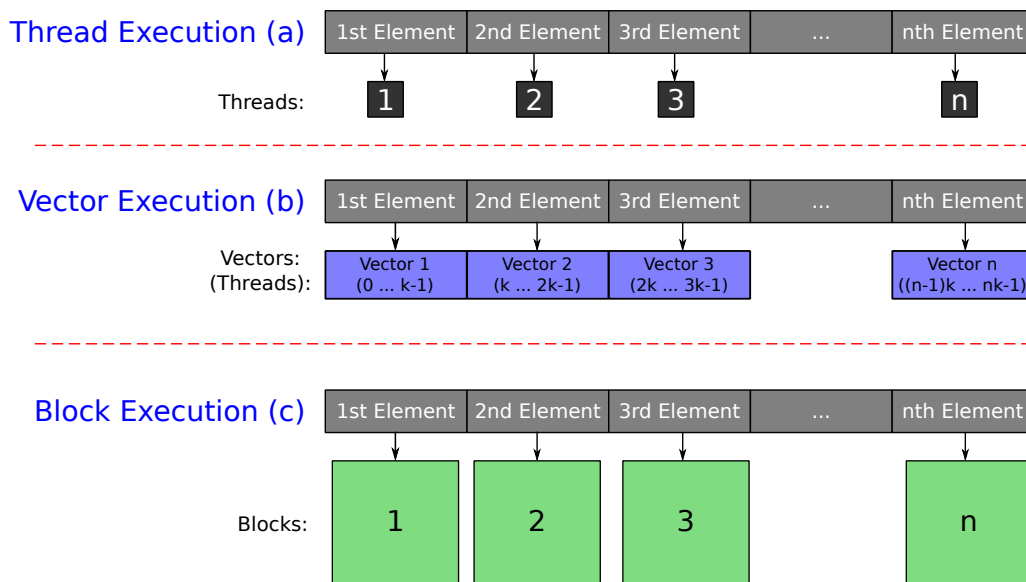 Thread Execution (a)
1st Element 2nd Element 3rd Element ... nth Element
Threads: 1 2 3 n
Vector Execution (b)
1st Element 2nd Element 3rd Element ... nth Element
Vectors:
(Threads):
Vector 1
(0 ... k-1)
Vector 2
(k ... 2k-1)
Vector 3
(2k ... 3k-1)
Vector n
((n-1)k ... nk-1)
Block Execution (c)
1st Element 2nd Element 3rd Element ... nth Element
Blocks: 1 2 3 n